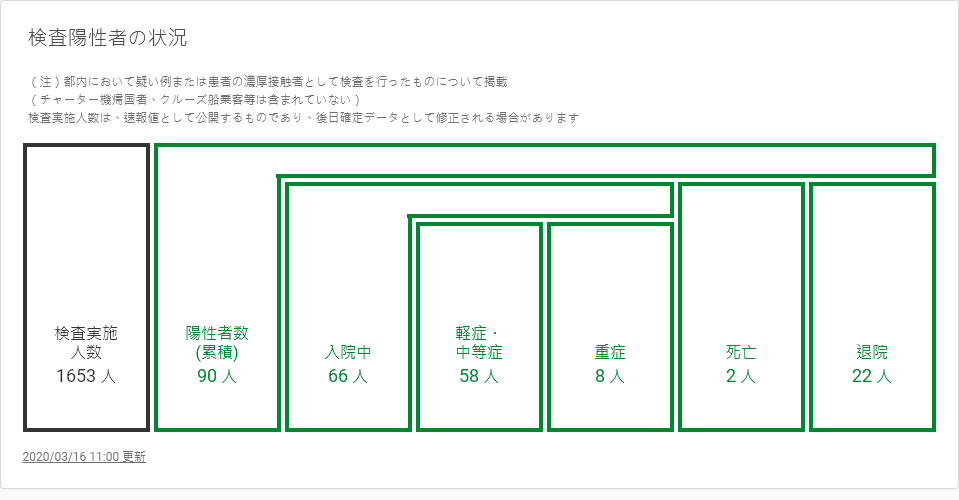 検査陽性者の状況
（注）都内において疑い例または患者の濃厚接触者として検査を行ったものについて掲載
（チャーター機帰国者、クルーズ船乗客等は含まれていない）
検査実施人数は、速報値として公開するものであり、後日確定データとして修正される場合があります
検査実施
人数
1653 人
陽性者数
(累積)
90 人
入院中
66 人
軽症・
中等症
58 人
重症
8 人
死亡
2 人
退院
22 人
2020/03/16 11:00 更新